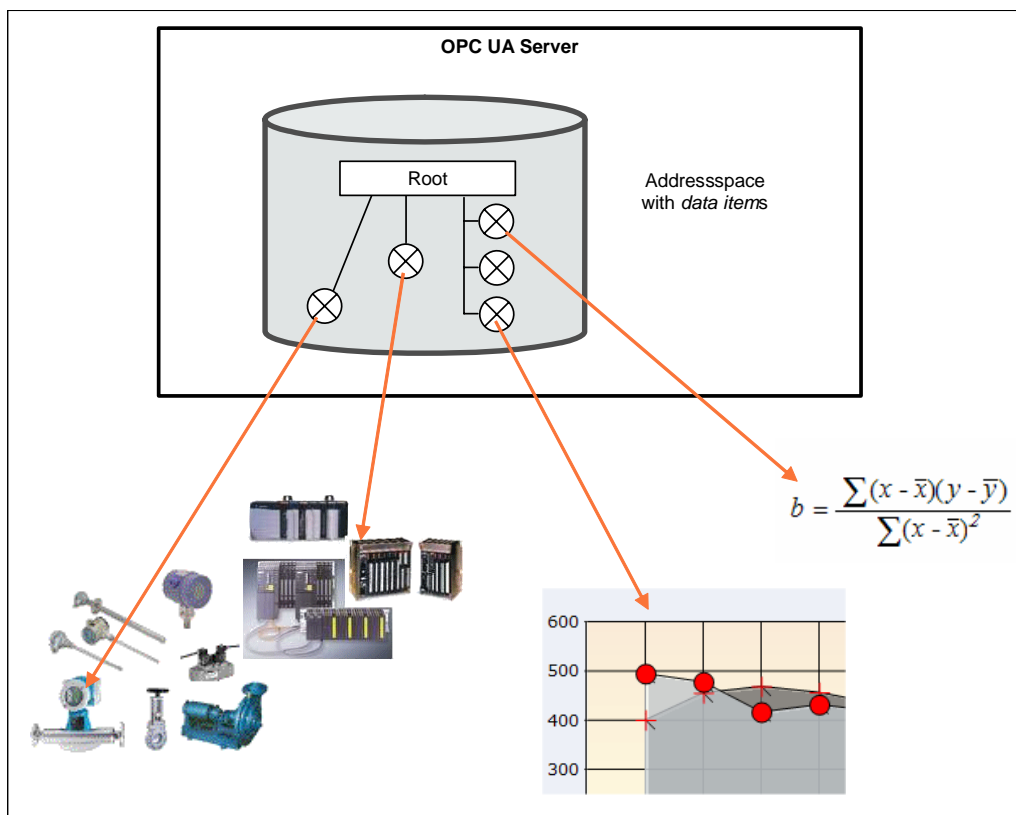 OPC UA Server
Root
Addressspace
with data items
b = ∑(x - x̅)(y - y̅) / ∑(x - x̅)²
600
500
400
300